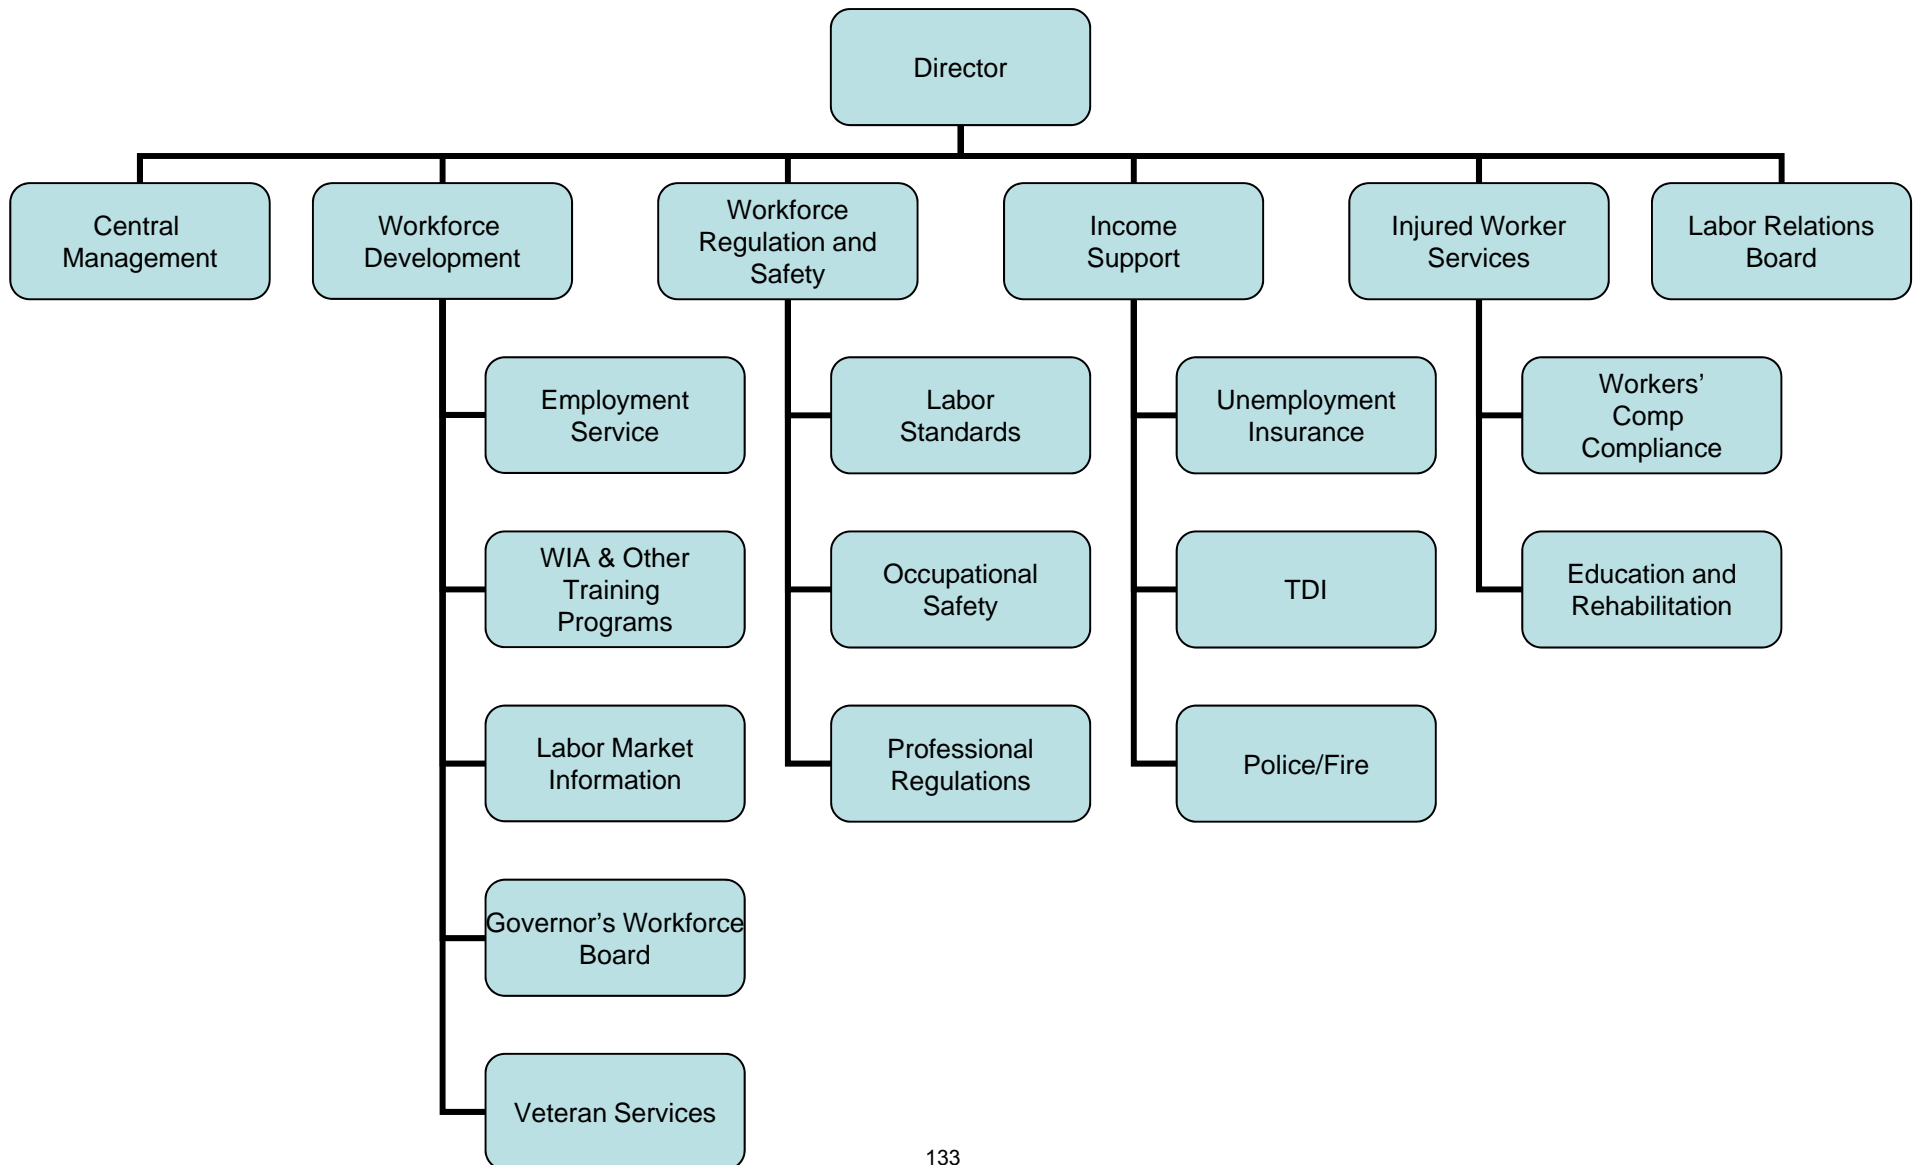 Director
Central
Management
Workforce
Development
Workforce
Regulation and
Safety
Income
Support
Injured Worker
Services
Labor Relations
Board
Employment
Service
WIA & Other
Training
Programs
Labor Market
Information
Governor’s Workforce
Board
Veteran Services
Labor
Standards
Occupational
Safety
Professional
Regulations
Unemployment
Insurance
TDI
Police/Fire
Workers’
Comp
Compliance
Education and
Rehabilitation
133